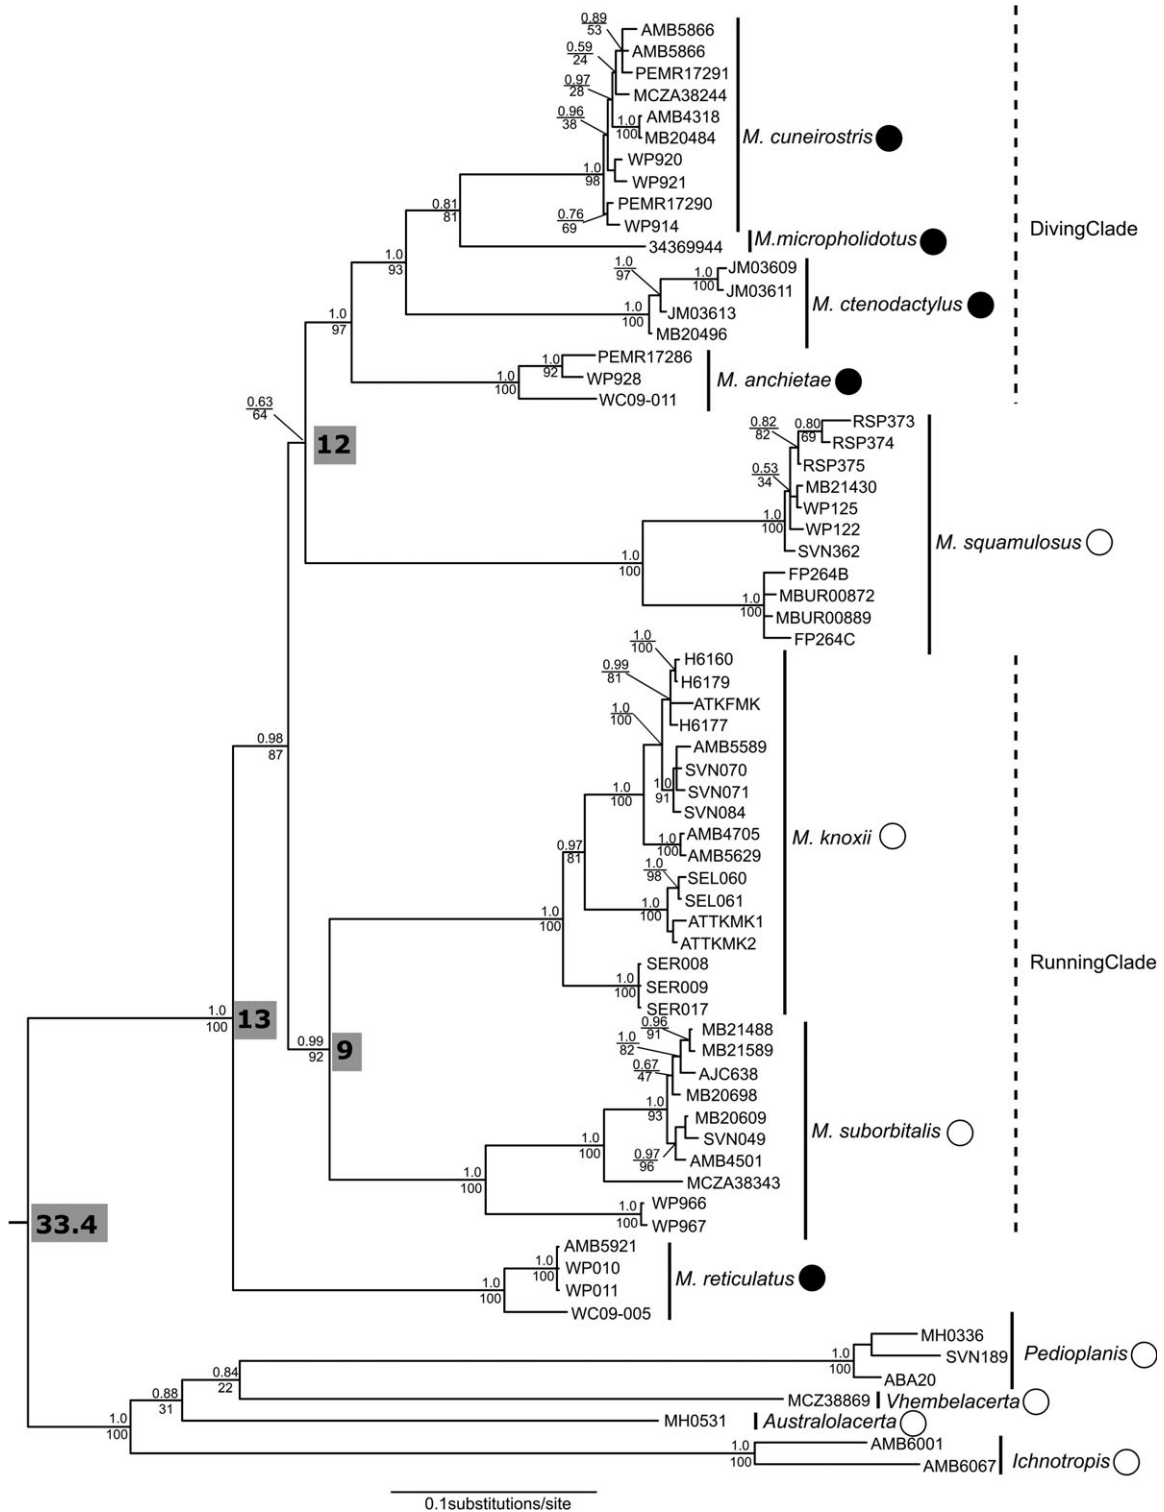 0.89
53
AMB5866
0.59
24
AMB5866
PEMR17291
0.97
28
MCZA38244
0.96
38
1.0
100
AMB4318
MB20484
M. cuneirostris
WP920
1.0
98
WP921
PEMR17290
0.76
69
WP914
0.81
81
34369944
M.micropholidotus
DivingClade
1.0
93
1.0
97
1.0
100
JM03609
JM03611
M. ctenodactylus
JM03613
1.0
100
MB20496
1.0
97
PEMR17286
1.0
92
WP928
1.0
100
WC09-011
M. anchietae
0.63
64
12
0.82
82
0.80
69
RSP373
RSP374
RSP375
0.53
34
MB21430
WP125
1.0
100
WP122
SVN362
M. squamulosus
1.0
100
FP264B
MBUR00872
1.0
100
MBUR00889
FP264C
1.0
100
H6160
0.99
81
H6179
ATKFMK
1.0
100
H6177
0.98
87
AMB5589
SVN070
1.0
91
SVN071
1.0
100
SVN084
AMB4705
M. knoxii
0.97
81
1.0
100
AMB5629
1.0
98
SEL060
SEL061
1.0
100
ATTKMK1
1.0
100
ATTKMK2
SER008
RunningClade
1.0
100
SER009
SER017
1.0
100
13
0.96
91
MB21488
0.99
92
9
1.0
82
MB21589
0.67
47
AJC638
MB20698
1.0
93
MB20609
SVN049
M. suborbitalis
1.0
100
0.97
96
AMB4501
1.0
100
MCZA38343
WP966
1.0
100
WP967
33.4
AMB5921
1.0
100
WP010
M. reticulatus
1.0
100
WP011
WC09-005
MH0336
1.0
100
SVN189
Pedioplanis
0.84
22
ABA20
0.88
31
MCZ38869
Vhembelacerta
1.0
100
MH0531
Australolacerta
1.0
100
AMB6001
AMB6067
Ichnotropis
0.1substitutions/site